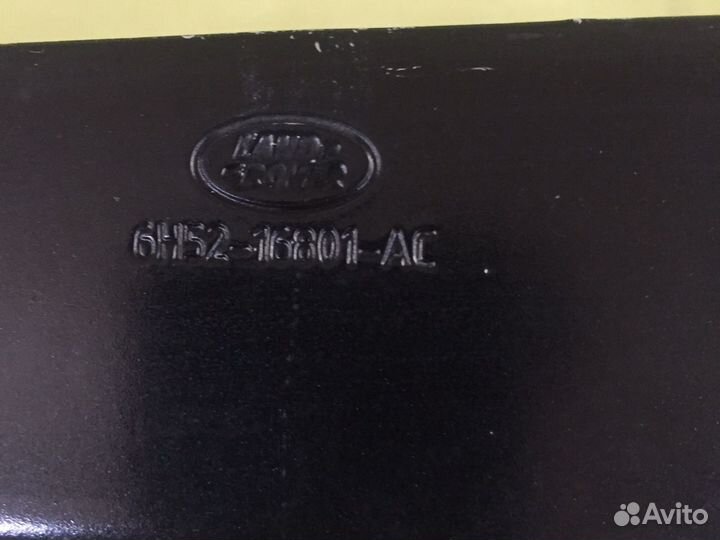 LAND-
ROVER
6H52-16801-AC
Avito